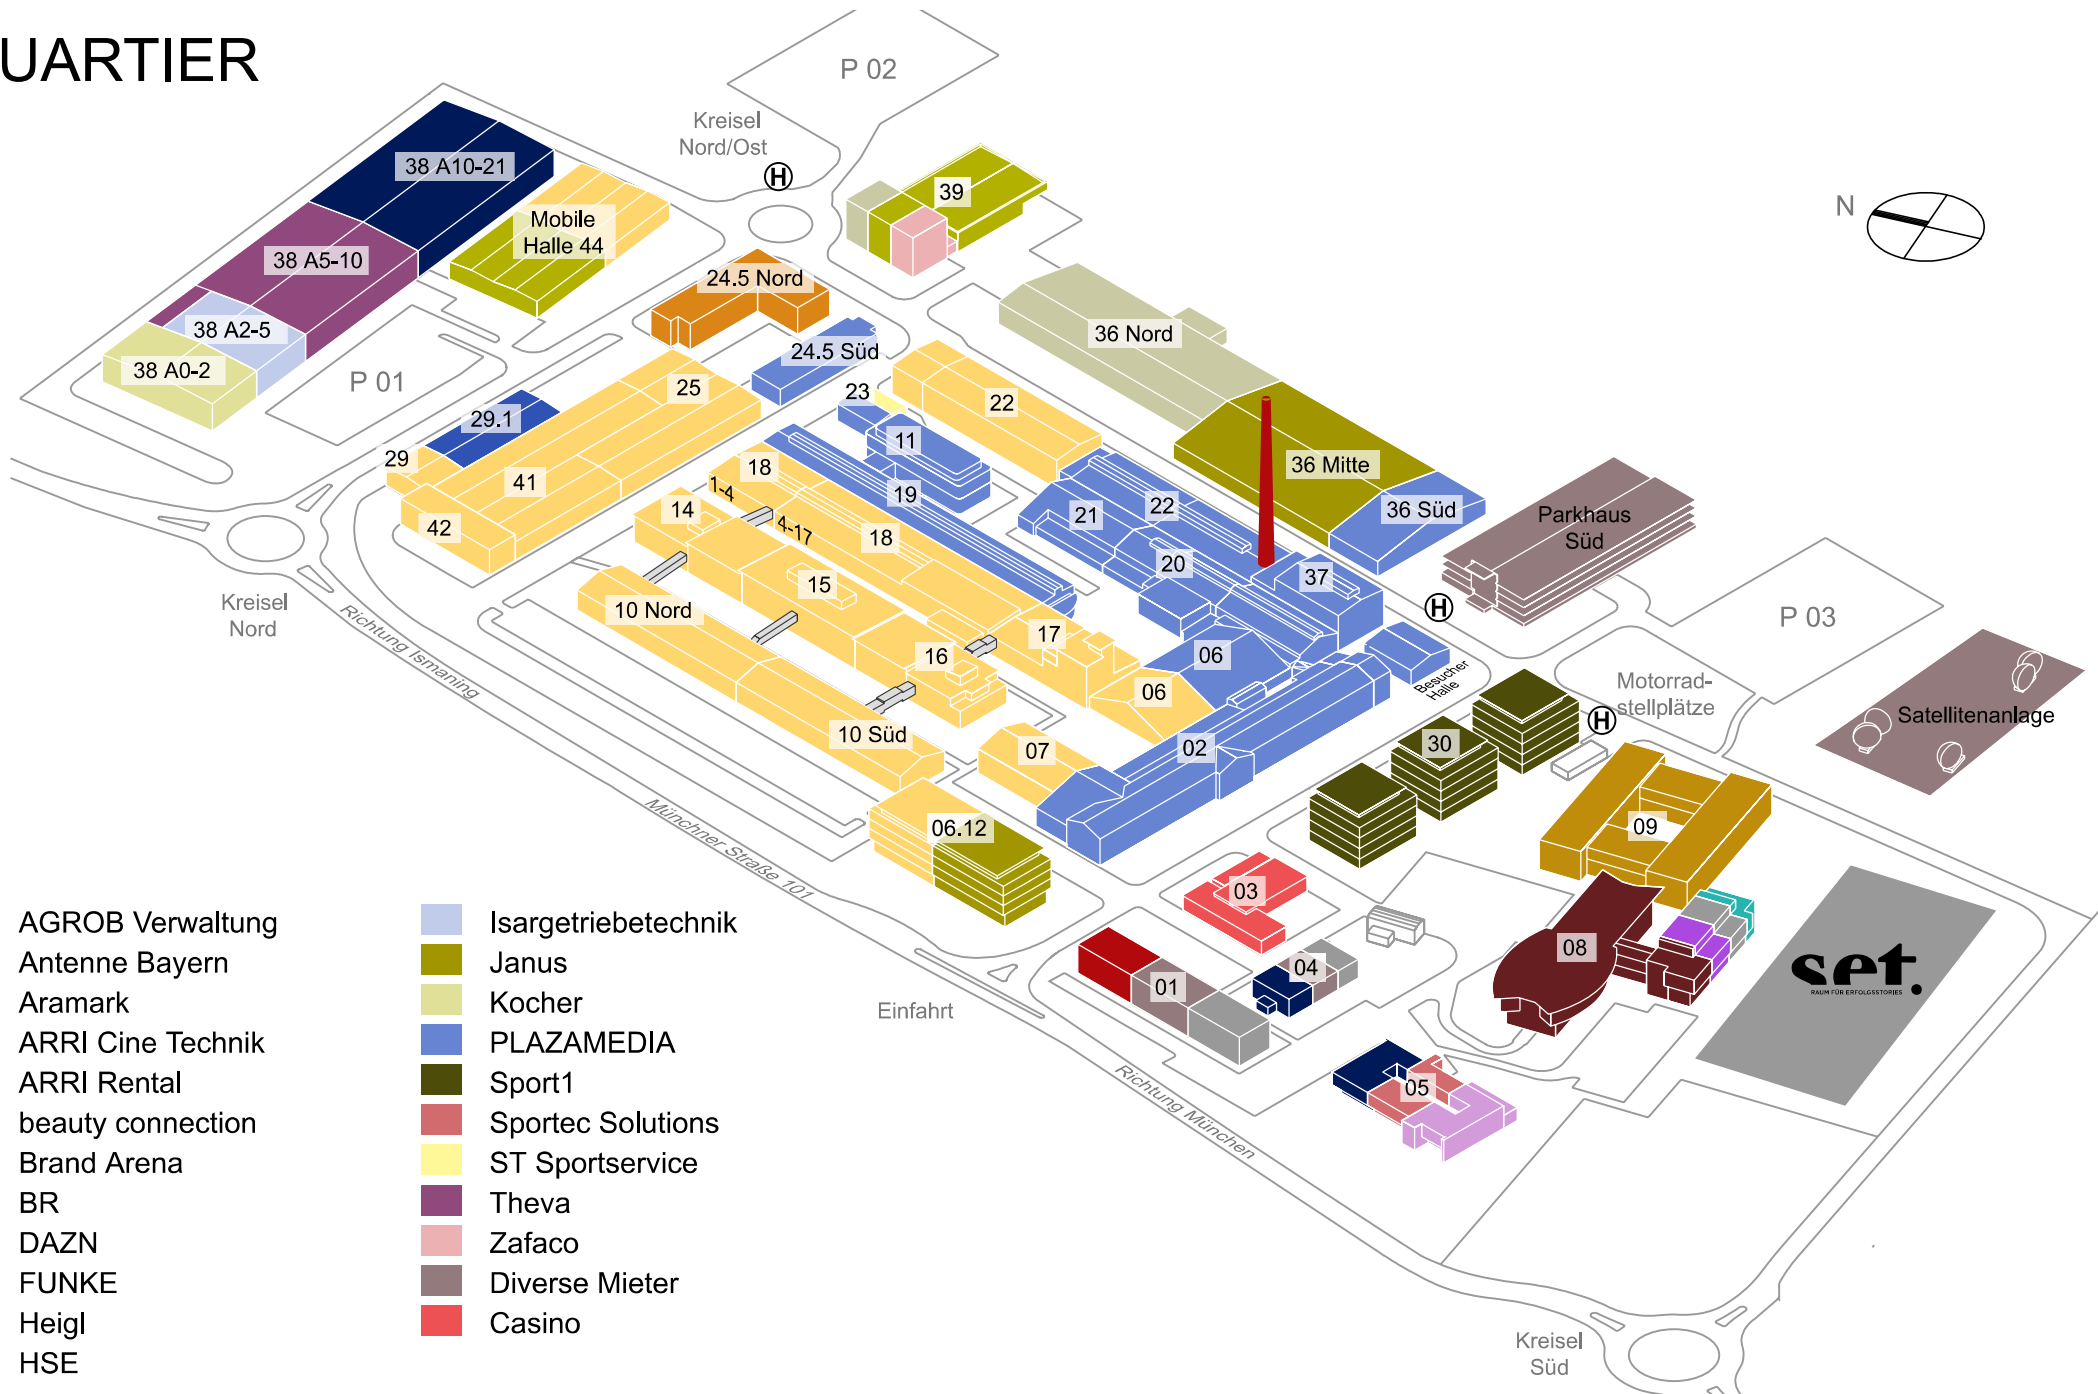 UARTIER
P 02
Kreisel
Nord/Ost
H
38 A10-21
Mobile
Halle 44
39
N
38 A5-10
24.5 Nord
38 A2-5
36 Nord
24.5 Süd
38 A0-2
P 01
25
23
22
29.1
11
29
18
36 Mitte
41
1-4
19
22
36 Süd
14
21
Parkhaus
Süd
42
4-17
18
20
37
15
H
Kreisel
Nord
10 Nord
Richtung Ismaning
17
P 03
16
06
Besucher
Halle
06
Motorrad-
stellplätze
H
Satellitenanlage
10 Süd
07
02
30
Münchner Straße 101
06.12
09
03
08
set.
RAUM FÜR ERFOLGSSTORIES
04
01
Einfahrt
05
Richtung München
Kreisel
Süd
AGROB Verwaltung
Antenne Bayern
Aramark
ARRI Cine Technik
ARRI Rental
beauty connection
Brand Arena
BR
DAZN
FUNKE
Heigl
HSE
Isargetriebetechnik
Janus
Kocher
PLAZAMEDIA
Sport1
Sportec Solutions
ST Sportservice
Theva
Zafaco
Diverse Mieter
Casino